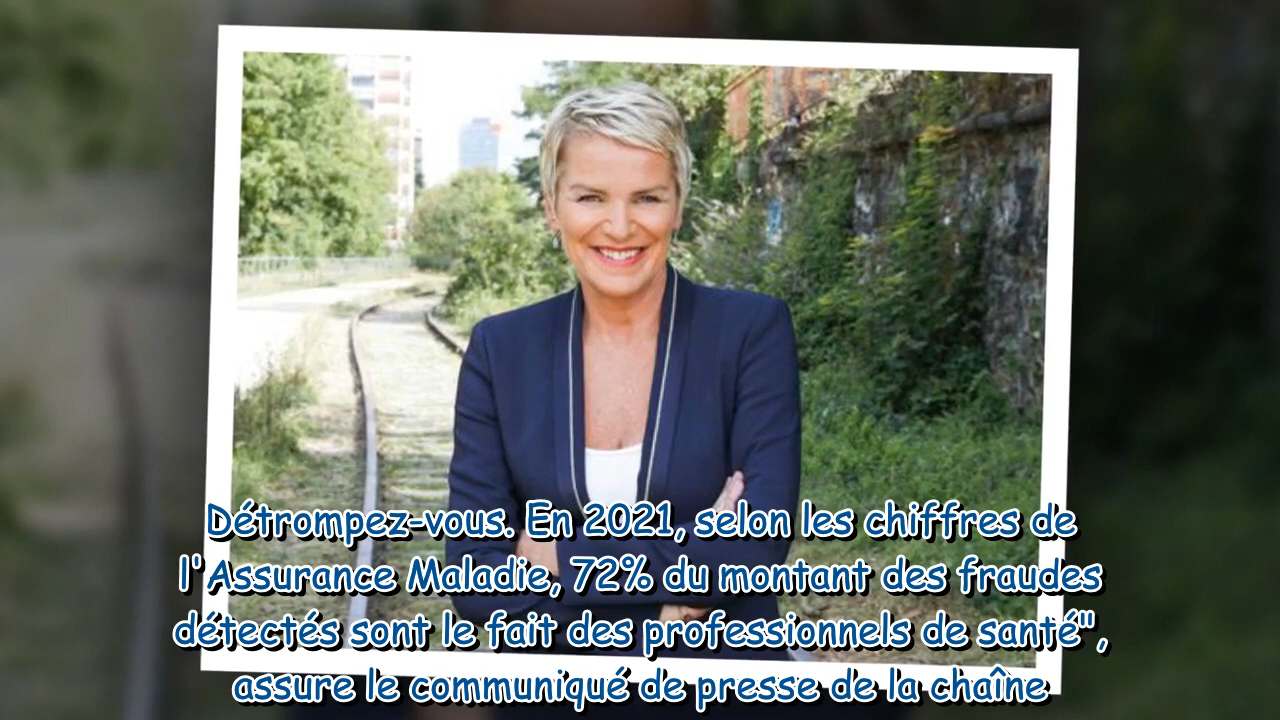 Détrompez-vous. En 2021, selon les chiffres de
l'Assurance Maladie, 72% du montant des fraudes
détectés sont le fait des professionnels de santé",
assure le communiqué de presse de la chaîne